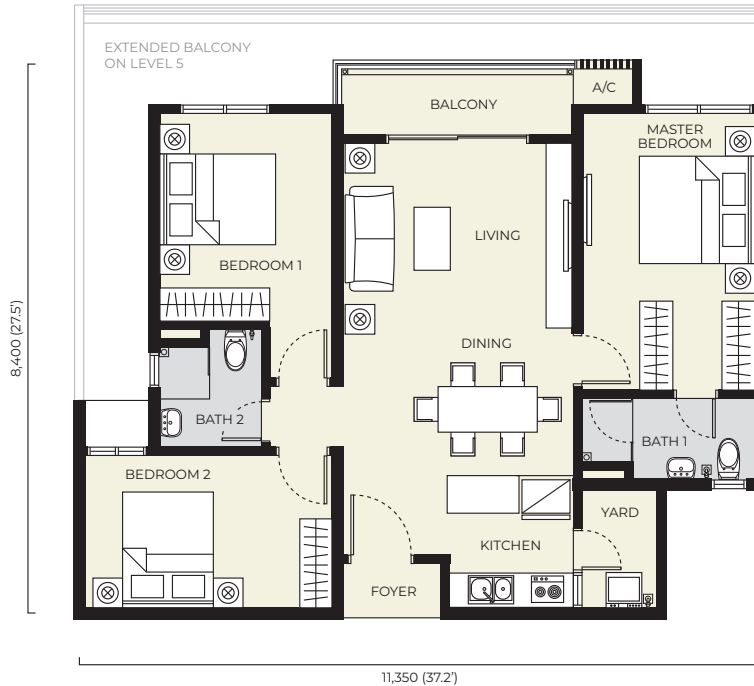 EXTENDED BALCONY
ON LEVEL 5
A/C
BALCONY
MASTER
BEDROOM
LIVING
BEDROOM 1
8,400 (27.5')
DINING
BATH 2
BATH 1
BEDROOM 2
YARD
KITCHEN
FOYER
11,350 (37.2')